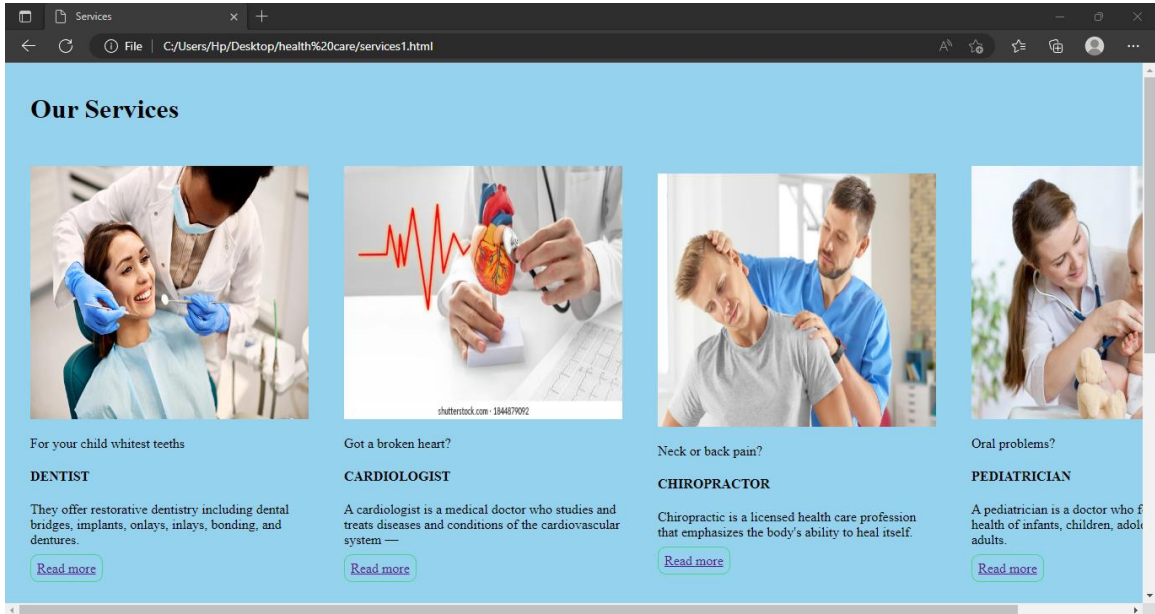 Services
File
C:/Users/Hp/Desktop/health%20care/services1.html
Our Services
shutterstock.com · 1844879092
For your child whitest teeths
DENTIST
They offer restorative dentistry including dental
bridges, implants, onlays, inlays, bonding, and
dentures.
Read more
Got a broken heart?
CARDIOLOGIST
A cardiologist is a medical doctor who studies and
treats diseases and conditions of the cardiovascular
system —
Read more
Neck or back pain?
CHIROPRACTOR
Chiropractic is a licensed health care profession
that emphasizes the body's ability to heal itself.
Read more
Oral problems?
PEDIATRICIAN
A pediatrician is a doctor who f
health of infants, children, adole
adults.
Read more